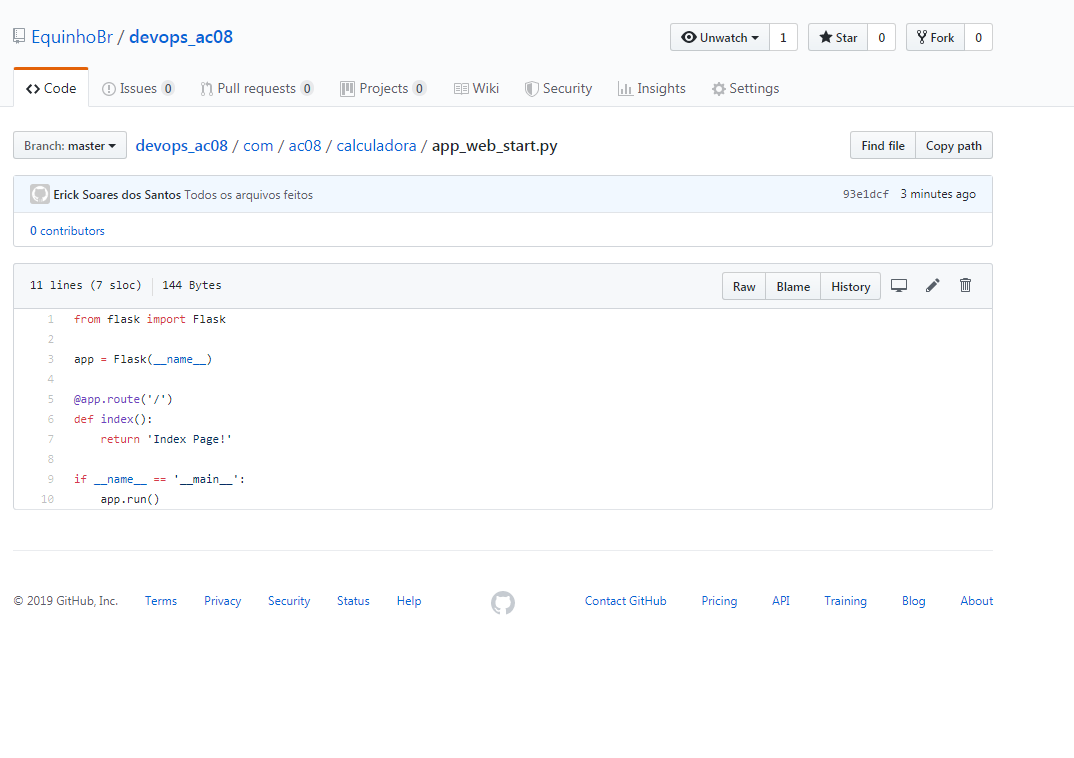 EquinhoBr / devops_ac08
Unwatch 1 Star 0 Fork 0
Code Issues 0 Pull requests 0 Projects 0 Wiki Security Insights Settings
Branch: master devops_ac08 / com / ac08 / calculadora / app_web_start.py Find file Copy path
Erick Soares dos Santos Todos os arquivos feitos 93e1dcf 3 minutes ago
0 contributors
11 lines (7 sloc) 144 Bytes Raw Blame History
1 from flask import Flask
2
3 app = Flask(__name__)
4
5 @app.route('/')
6 def index():
7     return 'Index Page!'
8
9 if __name__ == '__main__':
10     app.run()
© 2019 GitHub, Inc. Terms Privacy Security Status Help Contact GitHub Pricing API Training Blog About